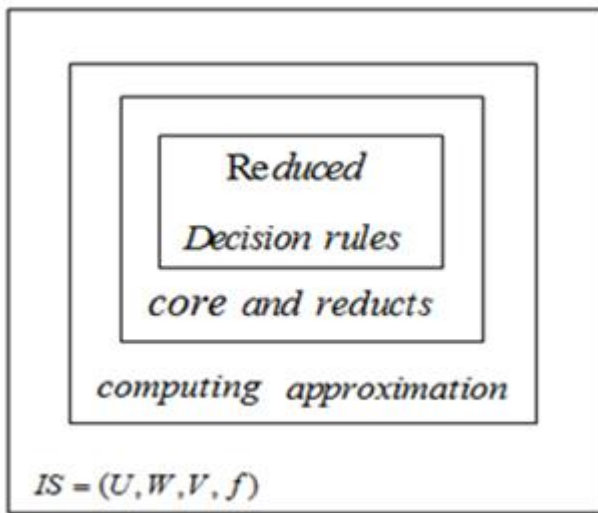 Reduced
Decision rules
core and reducts
computing approximation
IS = (U,W,V,f)